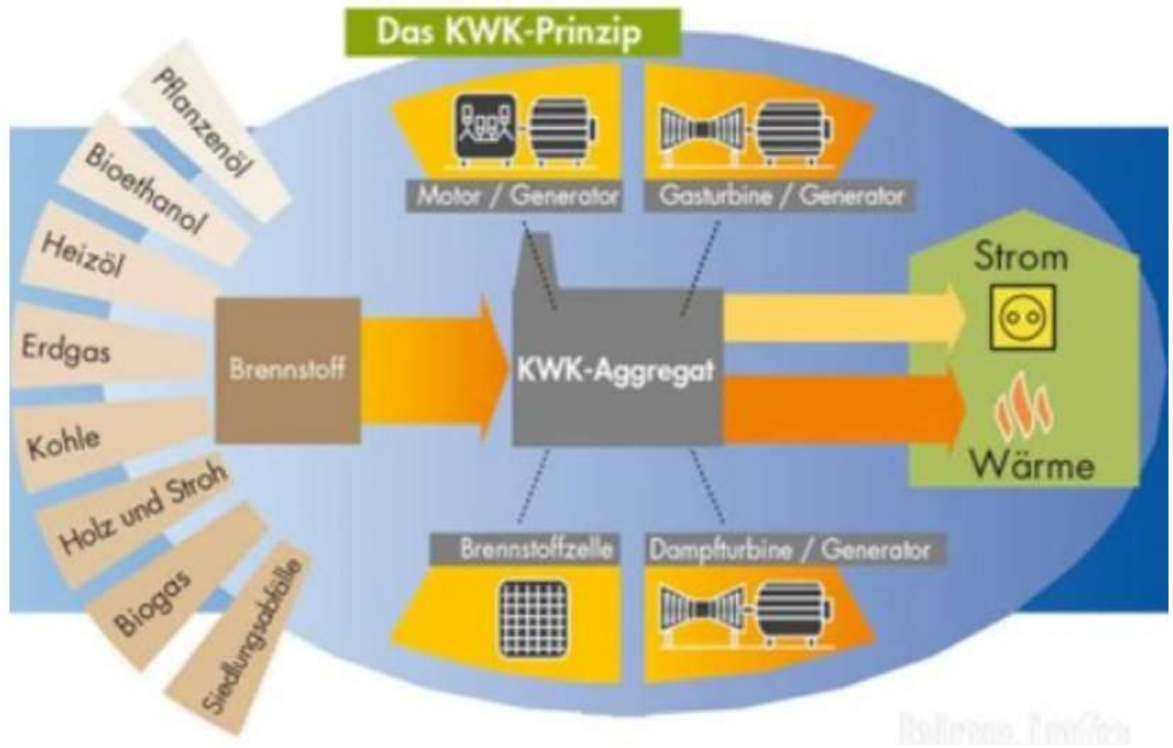 Das KWK-Prinzip
Pflanzenöl
Bioethanol
Heizöl
Erdgas
Kohle
Holz und Stroh
Biogas
Siedlungsabfälle
Brennstoff
Motor / Generator
Gasturbine / Generator
KWK-Aggregat
Brennstoffzelle
Dampfturbine / Generator
Strom
Wärme